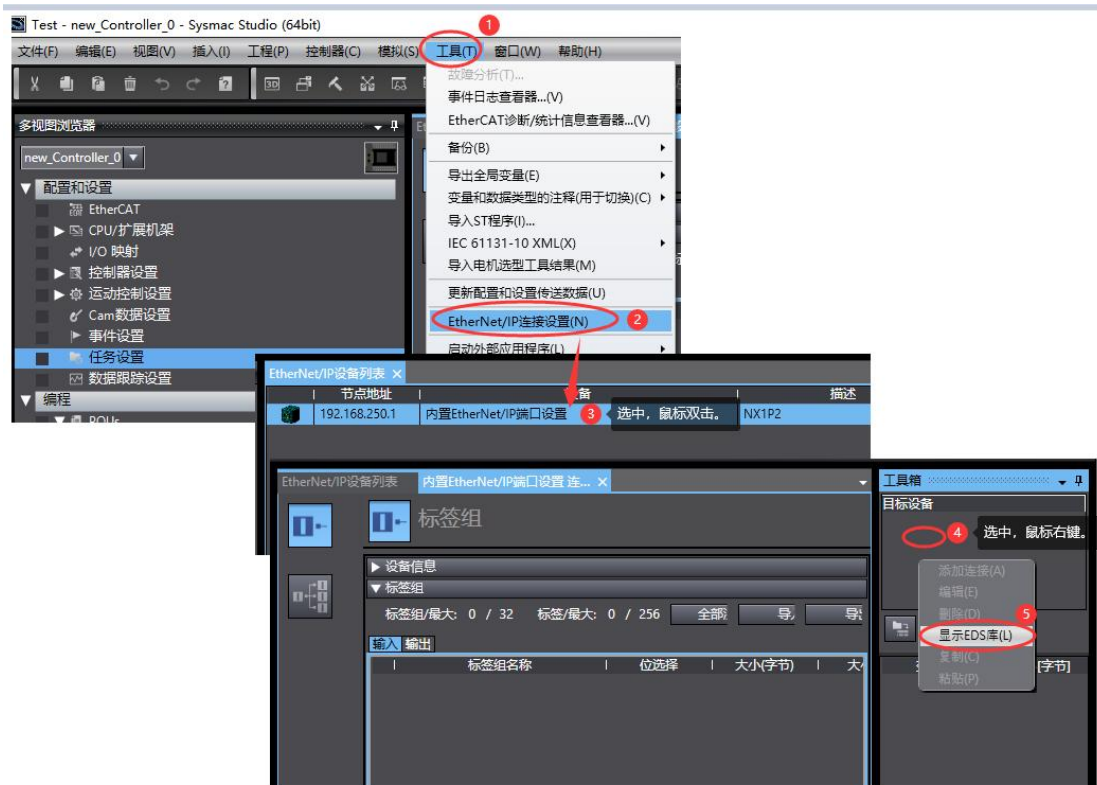 Test - new_Controller_0 - Sysmac Studio (64bit)
1
文件(F) 编辑(E) 视图(V) 插入(I) 工程(P) 控制器(C) 模拟(S) 工具(T) 窗口(W) 帮助(H)
故障分析(T)...
事件日志查看器...(V)
EtherCAT诊断/统计信息查看器...(V)
备份(B)
导出全局变量(E)
变量和数据类型的注释(用于切换)(C)
导入ST程序(I)...
IEC 61131-10 XML(X)
导入电机选型工具结果(M)
更新配置和设置传送数据(U)
EtherNet/IP连接设置(N) 2
启动外部应用程序(L)
多视图浏览器
new_Controller_0
配置和设置
EtherCAT
CPU/扩展机架
I/O 映射
控制器设置
运动控制设置
Cam数据设置
事件设置
任务设置
数据跟踪设置
编程
POUs
EtherNet/IP设备列表
节点地址 设备 描述
192.168.250.1 内置EtherNet/IP端口设置 3 选中，鼠标双击。 NX1P2
EtherNet/IP设备列表 内置EtherNet/IP端口设置 连...
标签组
设备信息
标签组
标签组/最大: 0 / 32 标签/最大: 0 / 256 全部 导
输入 输出
标签组名称 位选择 大小(字节)
工具箱
目标设备
4 选中，鼠标右键。
添加连接(A)
编辑(E)
删除(D) 5
显示EDS库(L)
复制(C)
粘贴(P)
[字节]